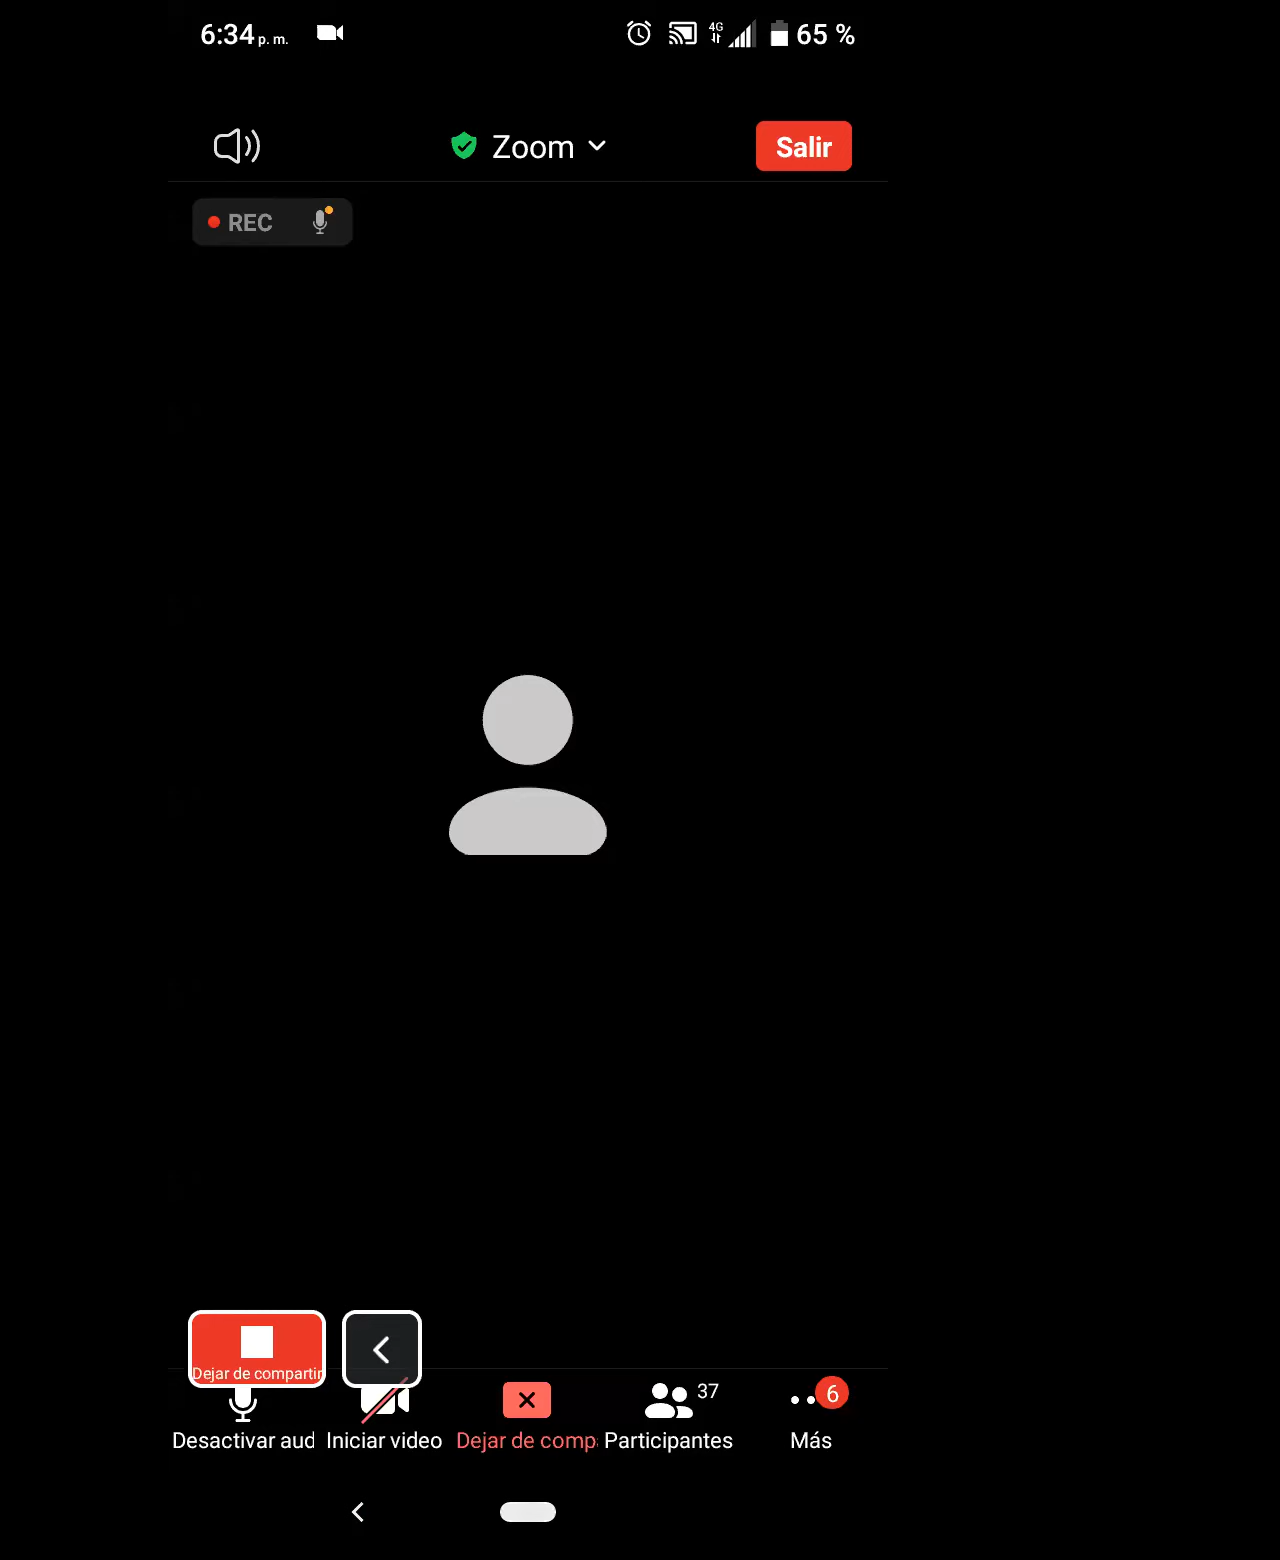 6:34 p. m. 4G 65 %
Zoom Salir
REC
Dejar de compartir
37 6
Desactivar aud Iniciar video Dejar de comp Participantes Más